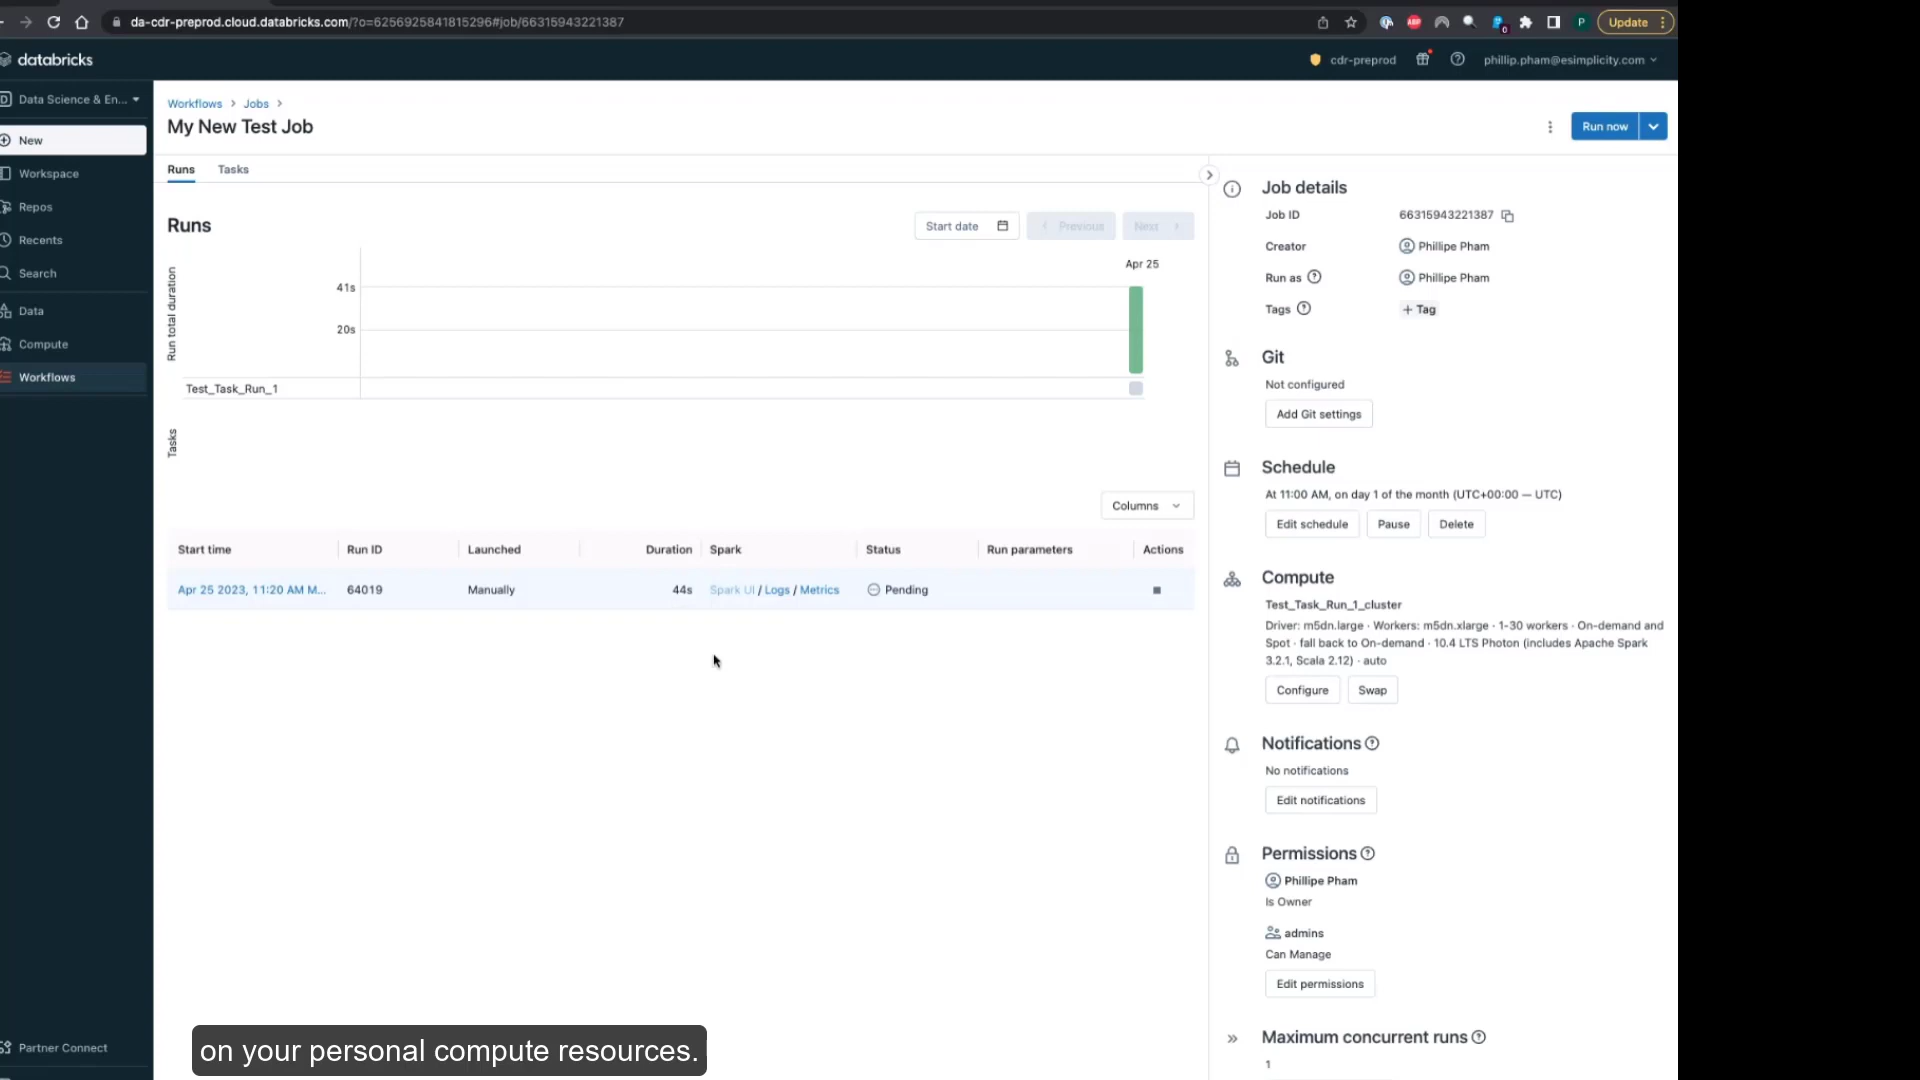 da-cdr-preprod.cloud.databricks.com/?o=6256925841815296#job/66315943221387
ABP
0
P
Update
databricks
cdr-preprod
phillip.pham@esimplicity.com
D
Data Science & En...
New
Workspace
Repos
Recents
Search
Data
Compute
Workflows
Partner Connect
Workflows > Jobs >
My New Test Job
Run now
Runs
Tasks
Runs
Start date
Previous
Next
Apr 25
Run total duration
41s
20s
Test_Task_Run_1
Tasks
Columns
Start time
Run ID
Launched
Duration
Spark
Status
Run parameters
Actions
Apr 25 2023, 11:20 AM M...
64019
Manually
44s
Spark UI / Logs / Metrics
Pending
Job details
Job ID
66315943221387
Creator
Phillipe Pham
Run as
Phillipe Pham
Tags
+ Tag
Git
Not configured
Add Git settings
Schedule
At 11:00 AM, on day 1 of the month (UTC+00:00 — UTC)
Edit schedule
Pause
Delete
Compute
Test_Task_Run_1_cluster
Driver: m5dn.large · Workers: m5dn.xlarge · 1-30 workers · On-demand and
Spot · fall back to On-demand · 10.4 LTS Photon (includes Apache Spark
3.2.1, Scala 2.12) · auto
Configure
Swap
Notifications
No notifications
Edit notifications
Permissions
Phillipe Pham
Is Owner
admins
Can Manage
Edit permissions
Maximum concurrent runs
1
on your personal compute resources.